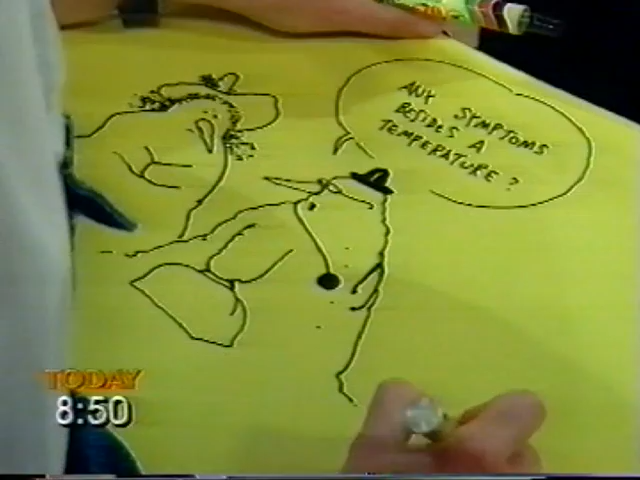 ANY SYMPTOMS
BESIDES A
TEMPERATURE?
TODAY
8:50